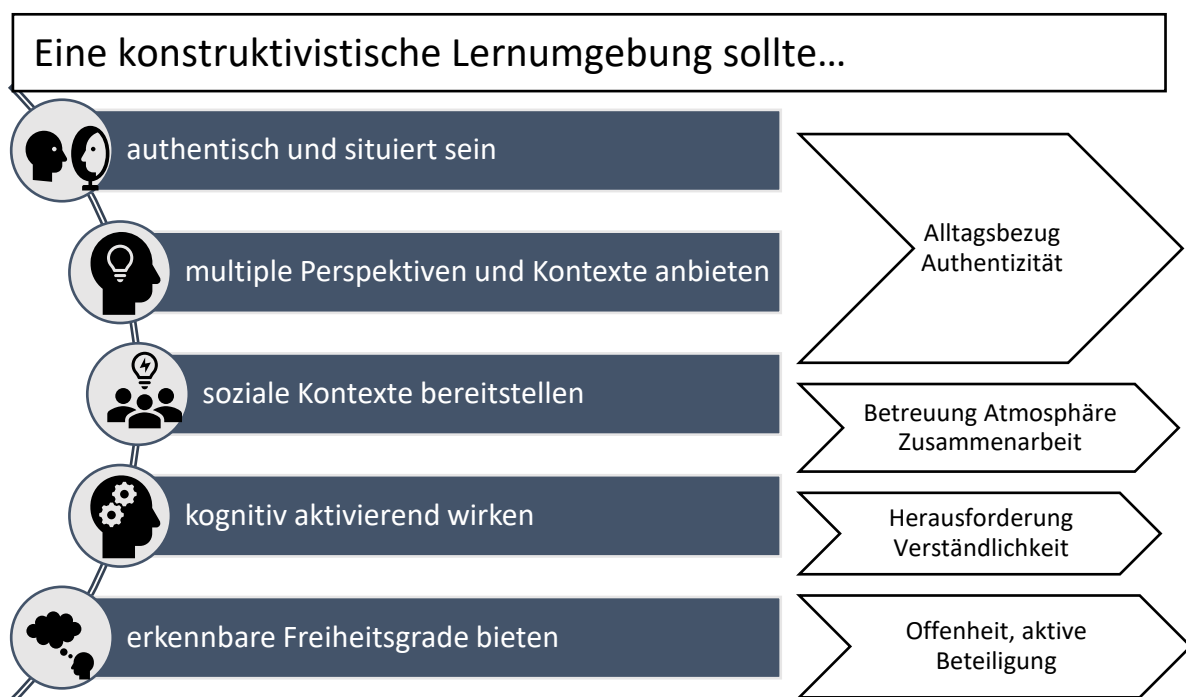 Eine konstruktivistische Lernumgebung sollte…
authentisch und situiert sein
multiple Perspektiven und Kontexte anbieten
Alltagsbezug
Authentizität
soziale Kontexte bereitstellen
Betreuung Atmosphäre
Zusammenarbeit
kognitiv aktivierend wirken
Herausforderung
Verständlichkeit
erkennbare Freiheitsgrade bieten
Offenheit, aktive
Beteiligung